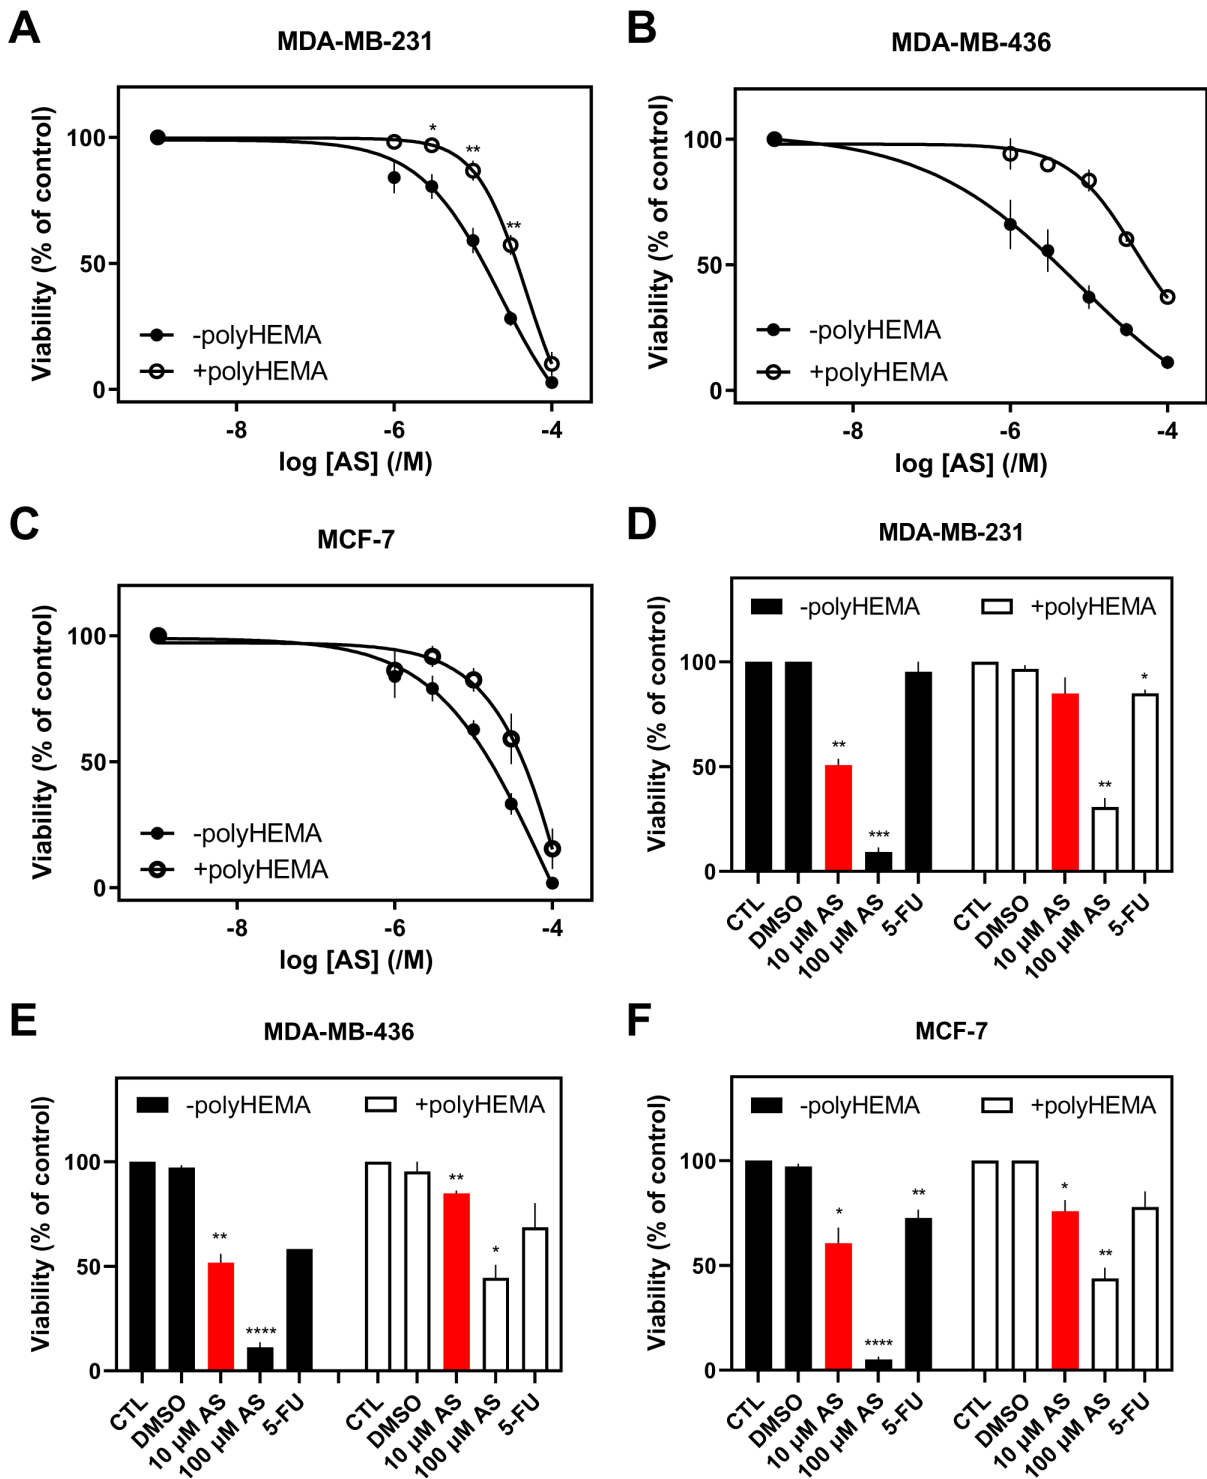 A
MDA-MB-231
Viability (% of control)
100
50
0
-8
-6
-4
log [AS] (/M)
*
**
**
-polyHEMA
+polyHEMA
B
MDA-MB-436
Viability (% of control)
100
50
0
-8
-6
-4
log [AS] (/M)
-polyHEMA
+polyHEMA
C
MCF-7
Viability (% of control)
100
50
0
-8
-6
-4
log [AS] (/M)
-polyHEMA
+polyHEMA
D
MDA-MB-231
-polyHEMA
+polyHEMA
Viability (% of control)
100
50
0
**
***
**
*
CTL
DMSO
10 µM AS
100 µM AS
5-FU
CTL
DMSO
10 µM AS
100 µM AS
5-FU
E
MDA-MB-436
-polyHEMA
+polyHEMA
Viability (% of control)
100
50
0
**
****
**
*
CTL
DMSO
10 µM AS
100 µM AS
5-FU
CTL
DMSO
10 µM AS
100 µM AS
5-FU
F
MCF-7
-polyHEMA
+polyHEMA
Viability (% of control)
100
50
0
*
****
**
*
**
CTL
DMSO
10 µM AS
100 µM AS
5-FU
CTL
DMSO
10 µM AS
100 µM AS
5-FU